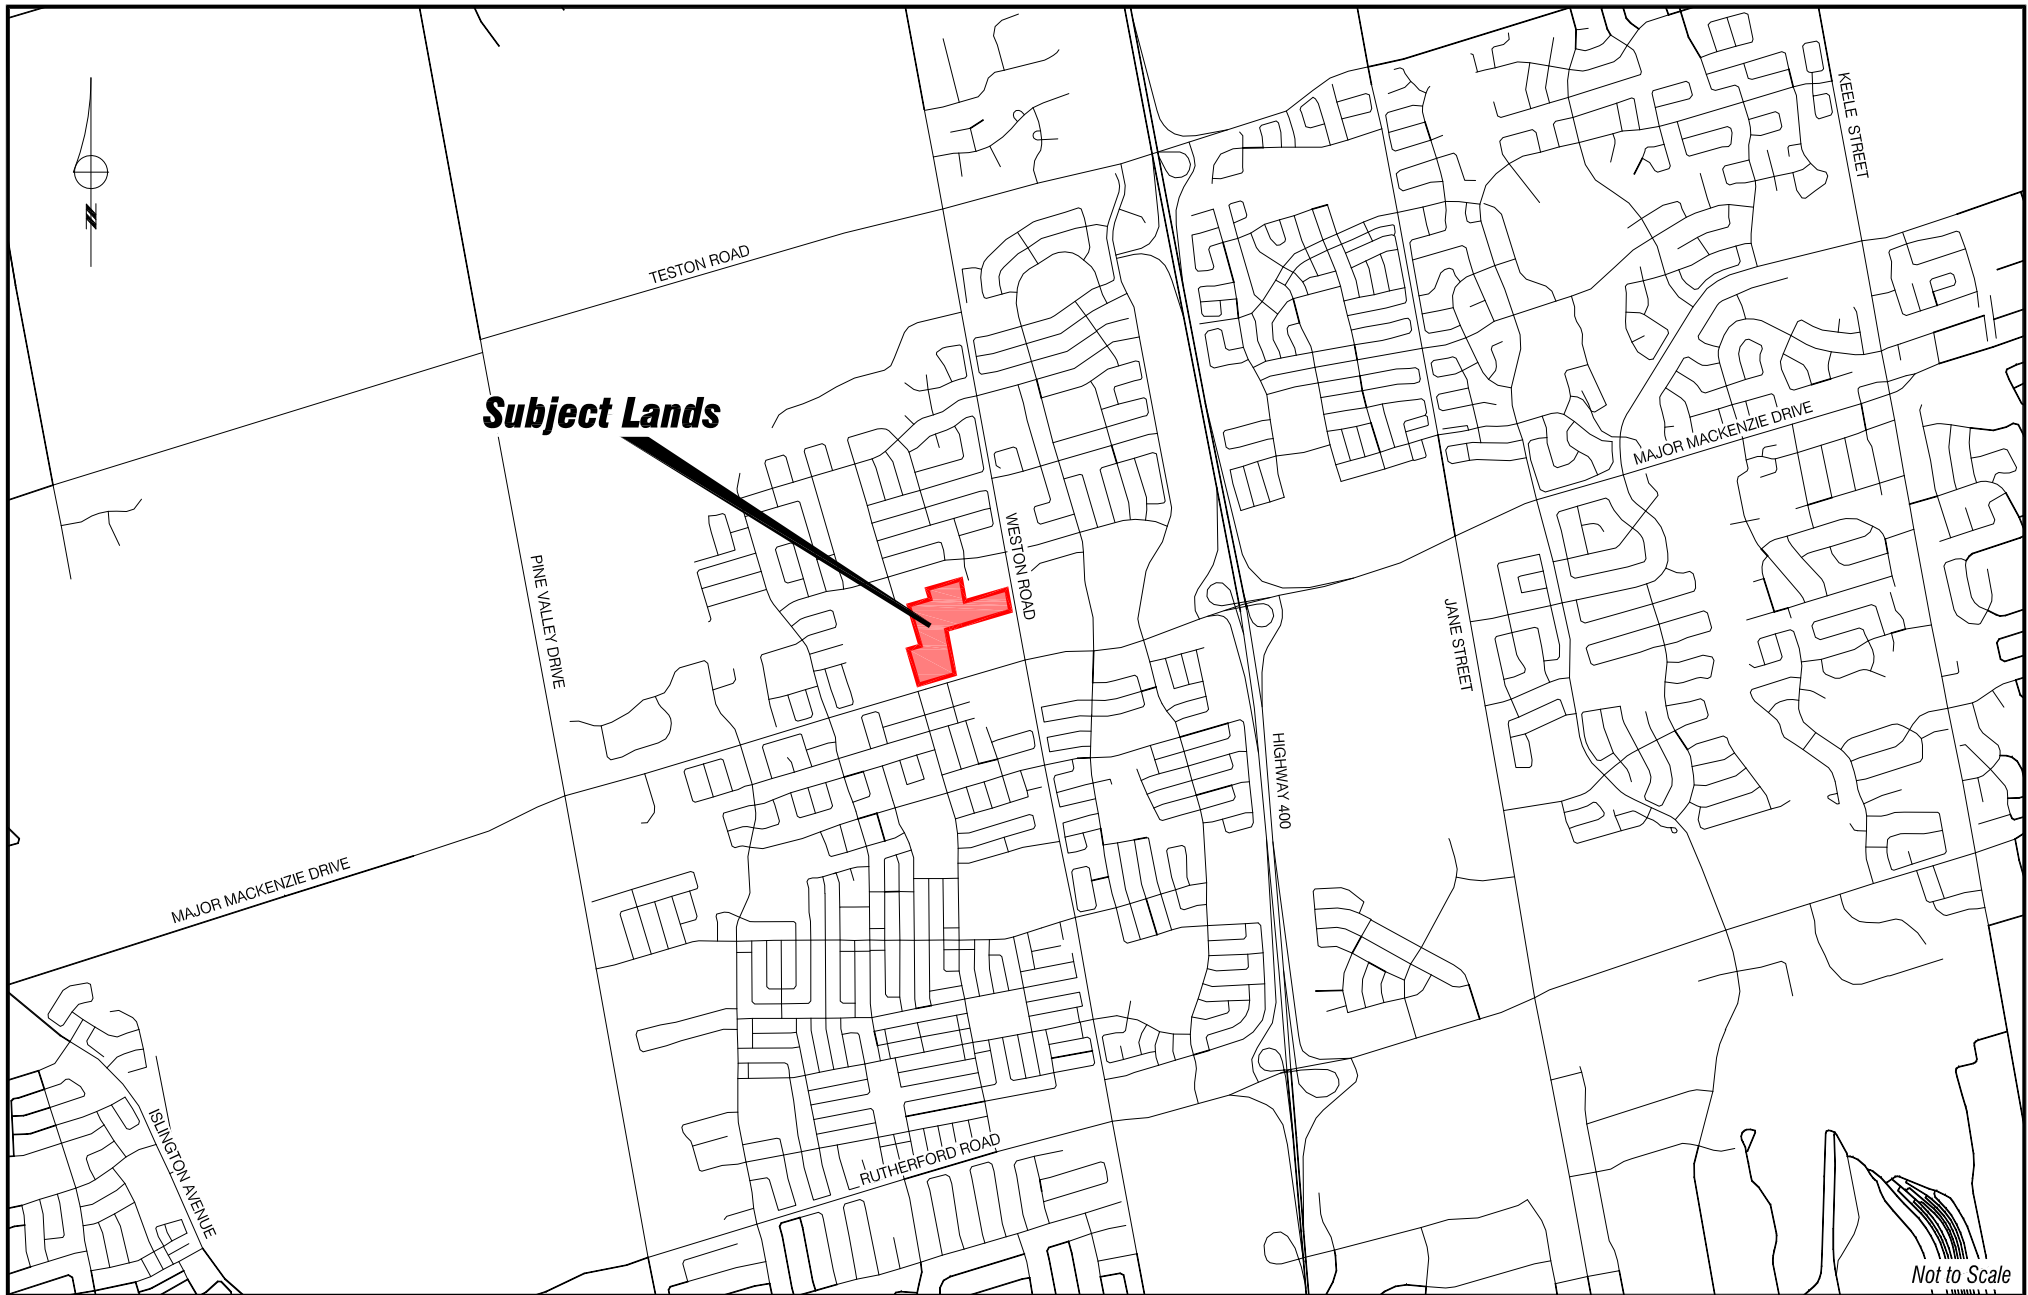 KEELE STREET
TESTON ROAD
N
Subject Lands
MAJOR MACKENZIE DRIVE
WESTON ROAD
PINE VALLEY DRIVE
JANE STREET
HIGHWAY 400
MAJOR MACKENZIE DRIVE
ISLINGTON AVENUE
RUTHERFORD ROAD
Not to Scale